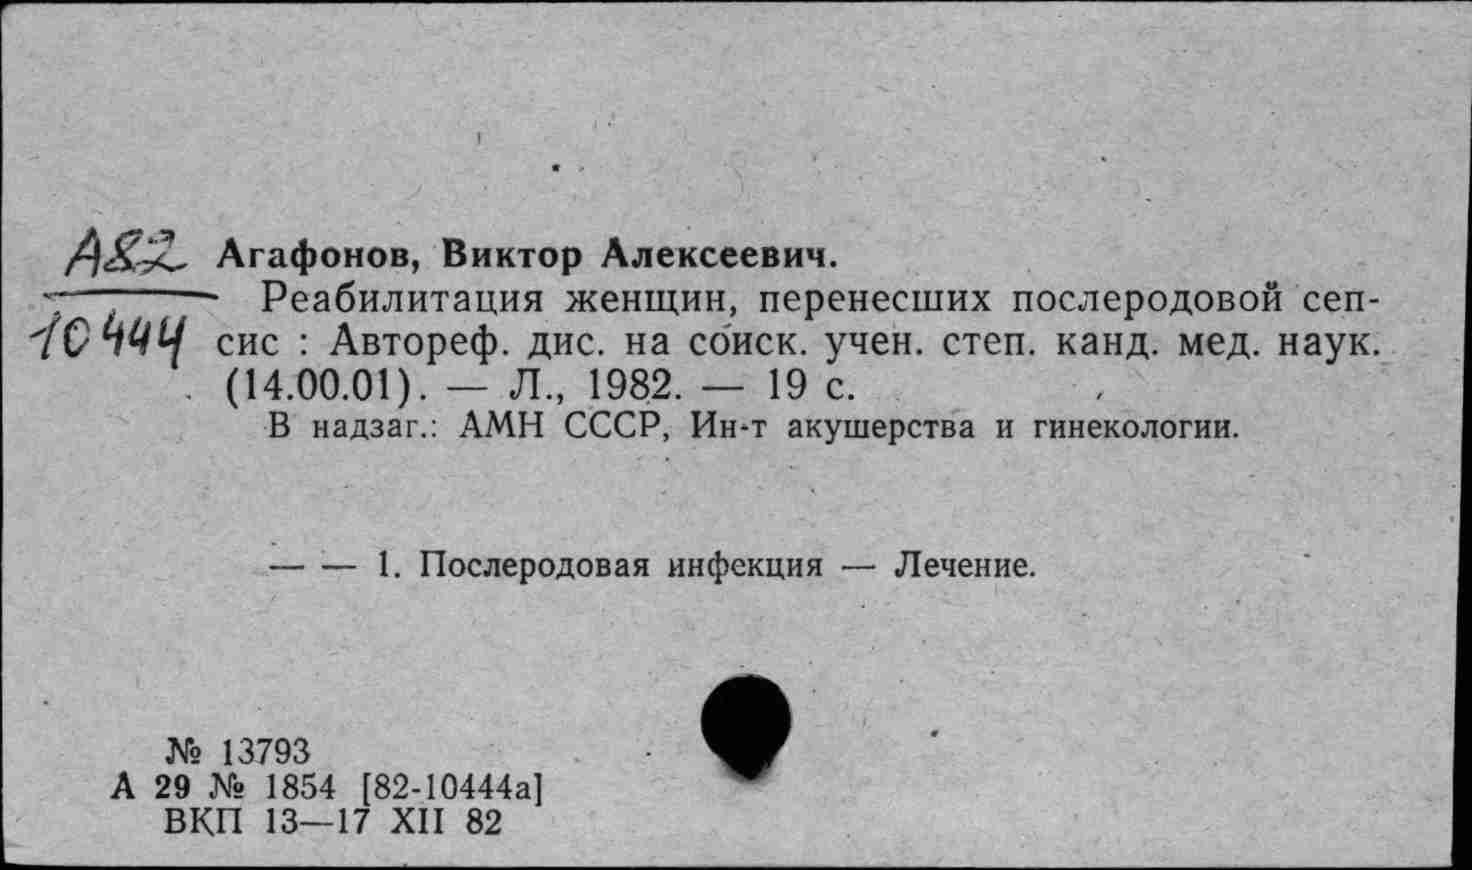 А82 Агафонов, Виктор Алексеевич.
Реабилитация женщин, перенесших послеродовой сеп-
10444 сис : Автореф. дис. на соиск. учен. степ. канд. мед. наук.
(14.00.01). — Л., 1982. — 19 с.
В надзаг.: АМН СССР, Ин-т акушерства и гинекологии.
— — 1. Послеродовая инфекция — Лечение.
№ 13793
А 29 № 1854 [82-10444а]
ВКП 13—17 XII 82